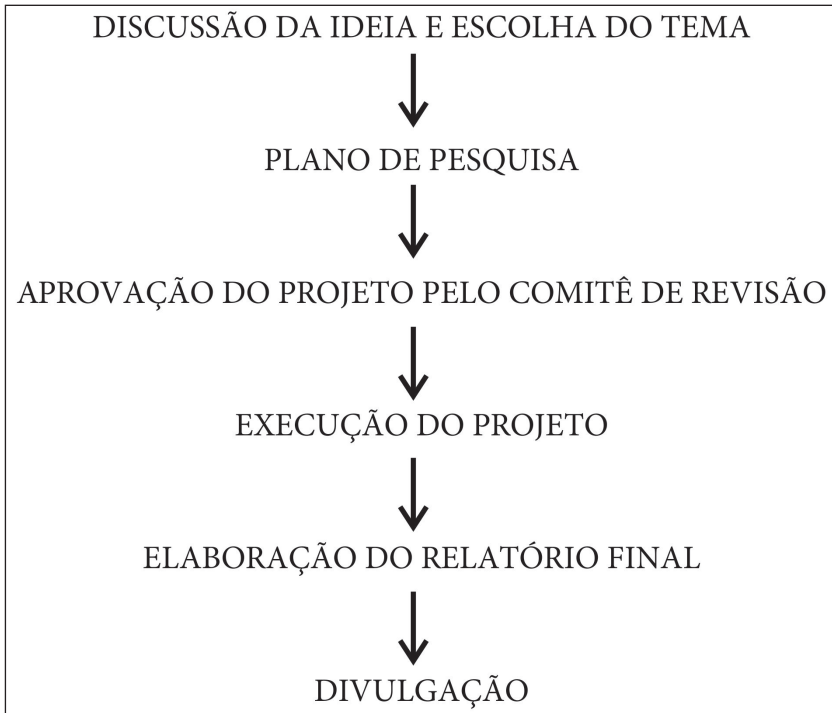 DISCUSSÃO DA IDEIA E ESCOLHA DO TEMA
PLANO DE PESQUISA
APROVAÇÃO DO PROJETO PELO COMITÊ DE REVISÃO
EXECUÇÃO DO PROJETO
ELABORAÇÃO DO RELATÓRIO FINAL
DIVULGAÇÃO